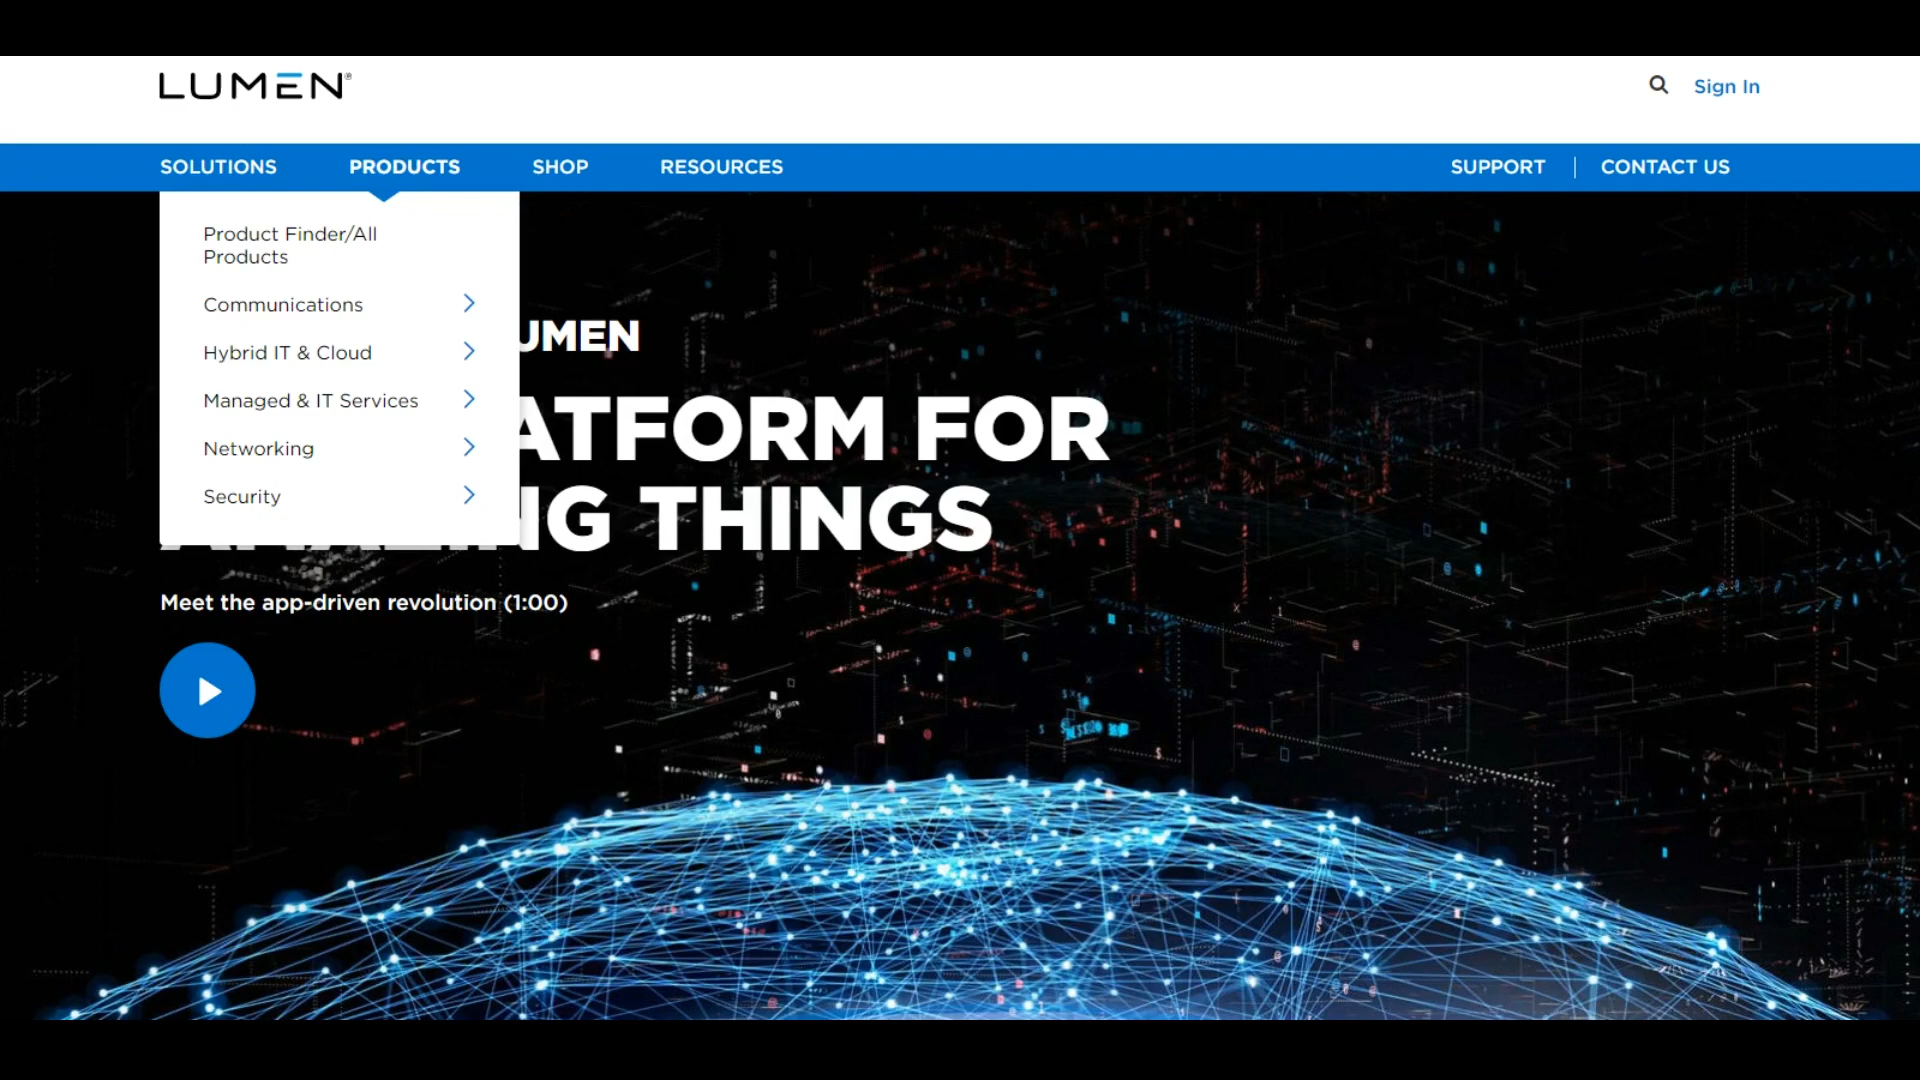 LUMEN®
Sign In
SOLUTIONS
PRODUCTS
SHOP
RESOURCES
SUPPORT
CONTACT US
Product Finder/All
Products
Communications
Hybrid IT & Cloud
Managed & IT Services
Networking
Security
UMEN
ATFORM FOR
NG THINGS
Meet the app-driven revolution (1:00)